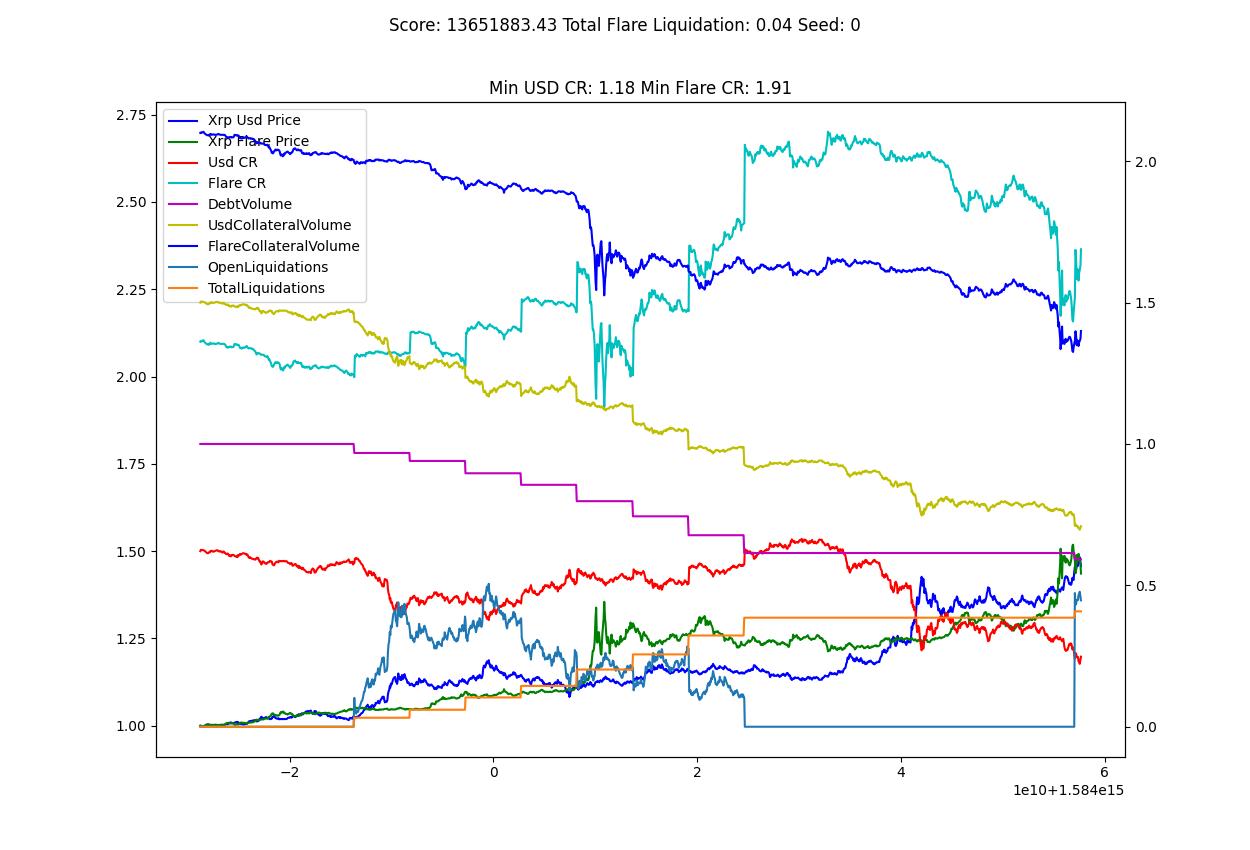 Score: 13651883.43 Total Flare Liquidation: 0.04 Seed: 0
Min USD CR: 1.18 Min Flare CR: 1.91
Xrp Usd Price
Xrp Flare Price
Usd CR
Flare CR
DebtVolume
UsdCollateralVolume
FlareCollateralVolume
OpenLiquidations
TotalLiquidations
2.75
2.50
2.25
2.00
1.75
1.50
1.25
1.00
2.0
1.5
1.0
0.5
0.0
−2
0
2
4
6
1e10+1.584e15